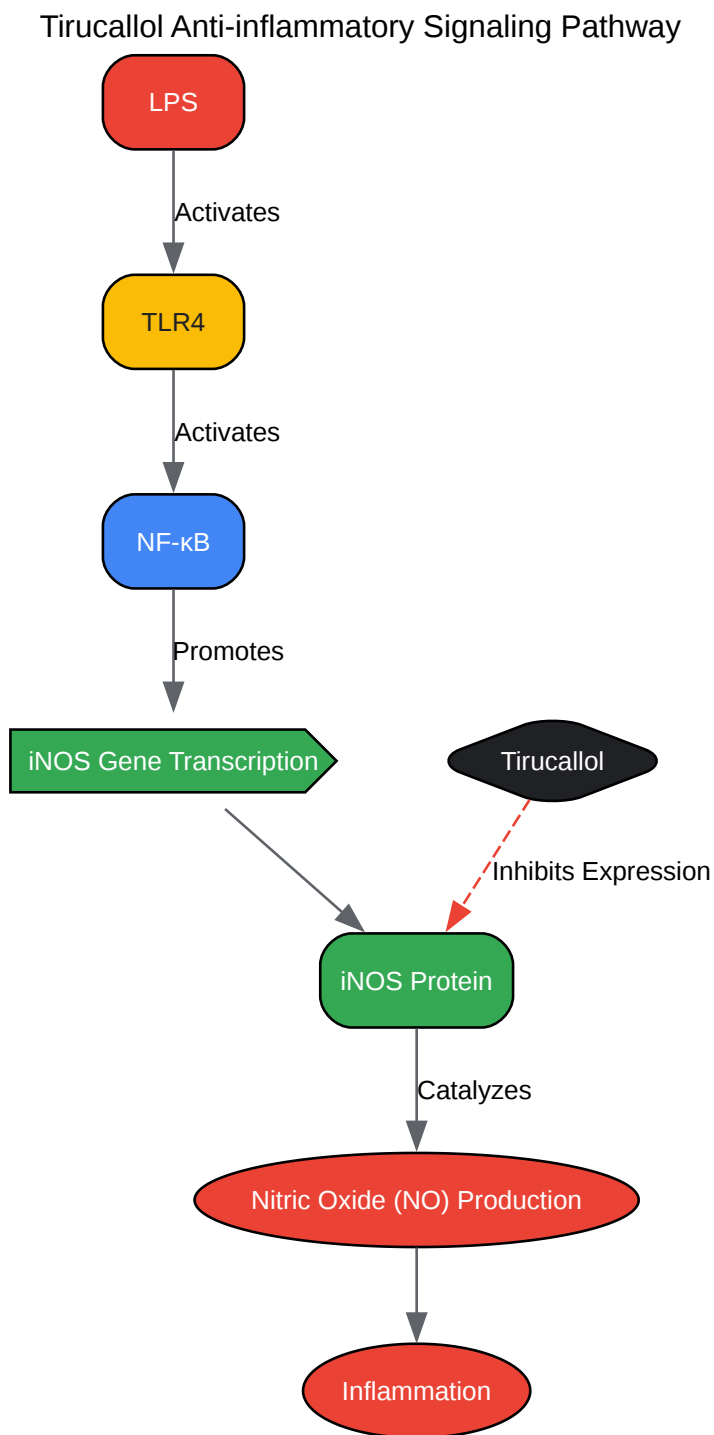 Tirucallol Anti-inflammatory Signaling Pathway
LPS
Activates
TLR4
Activates
NF-κB
Promotes
iNOS Gene Transcription
Tirucallol
Inhibits Expression
iNOS Protein
Catalyzes
Nitric Oxide (NO) Production
Inflammation